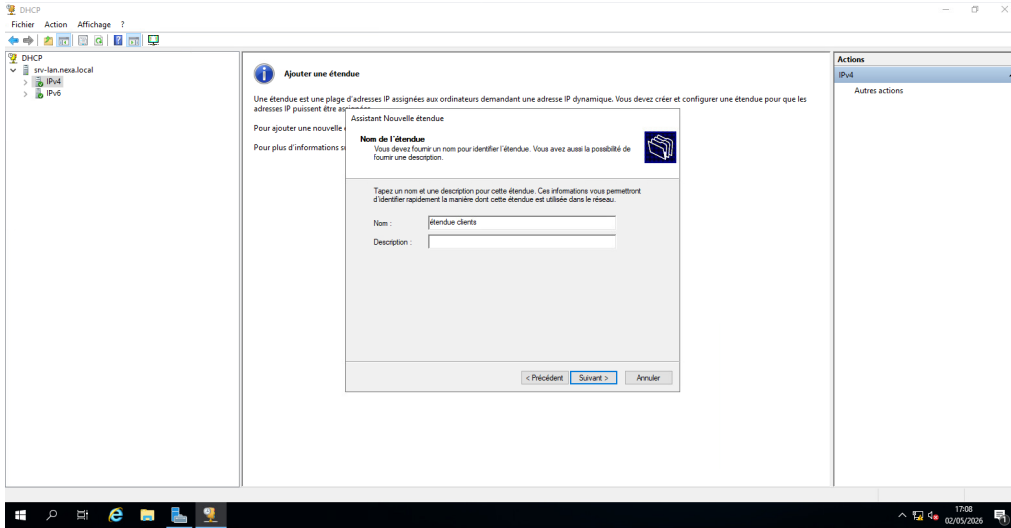 DHCP
Fichier Action Affichage ?
DHCP
srv-lan.nexa.local
IPv4
IPv6
Ajouter une étendue
Une étendue est une plage d'adresses IP assignées aux ordinateurs demandant une adresse IP dynamique. Vous devez créer et configurer une étendue pour que les
adresses IP puissent être
Pour ajouter une nouvelle
Pour plus d'informations
Assistant Nouvelle étendue
Nom de l'étendue
Vous devez fournir un nom pour identifier l'étendue. Vous avez aussi la possibilité de
fournir une description.
Tapez un nom et une description pour cette étendue. Ces informations vous permettront
d'identifier rapidement la manière dont cette étendue est utilisée dans le réseau.
Nom : étendue clients
Description :
< Précédent Suivant > Annuler
Actions
IPv4
Autres actions
17:08
02/05/2026